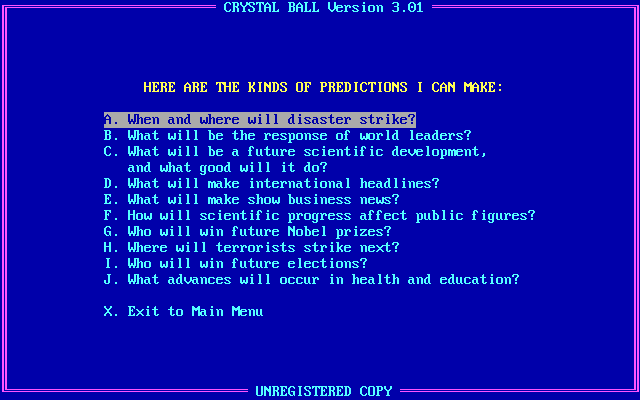 CRYSTAL BALL Version 3.01
HERE ARE THE KINDS OF PREDICTIONS I CAN MAKE:
A. When and where will disaster strike?
B. What will be the response of world leaders?
C. What will be a future scientific development,
and what good will it do?
D. What will make international headlines?
E. What will make show business news?
F. How will scientific progress affect public figures?
G. Who will win future Nobel prizes?
H. Where will terrorists strike next?
I. Who will win future elections?
J. What advances will occur in health and education?
X. Exit to Main Menu
UNREGISTERED COPY